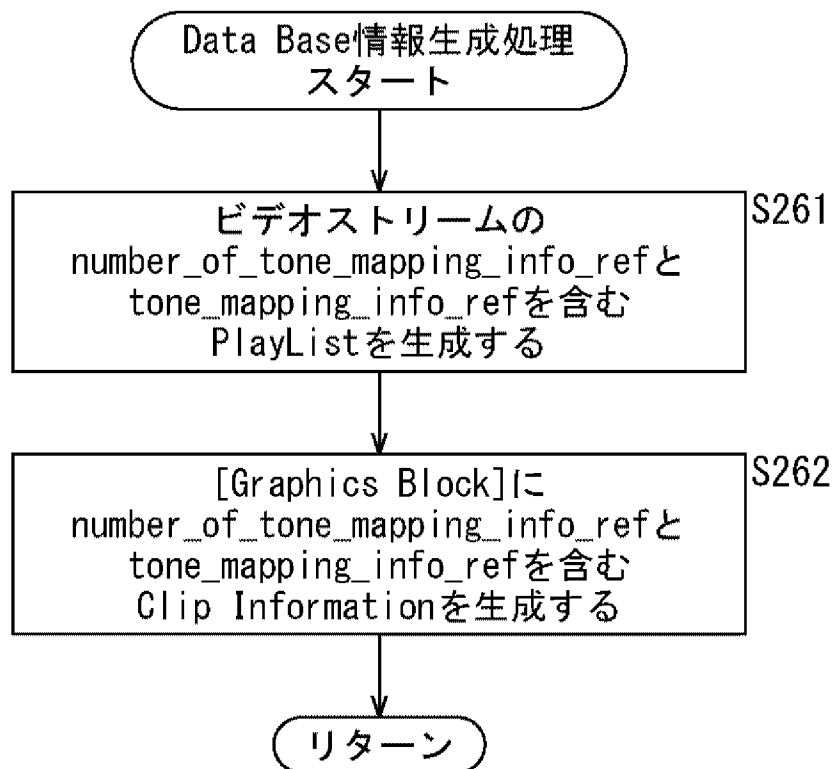 Data Base情報生成処理
スタート
ビデオストリームの
S261
number_of_tone_mapping_info_refと
tone_mapping_info_refを含む
PlayListを生成する
[Graphics Block]に
S262
number_of_tone_mapping_info_refと
tone_mapping_info_refを含む
Clip Informationを生成する
リターン